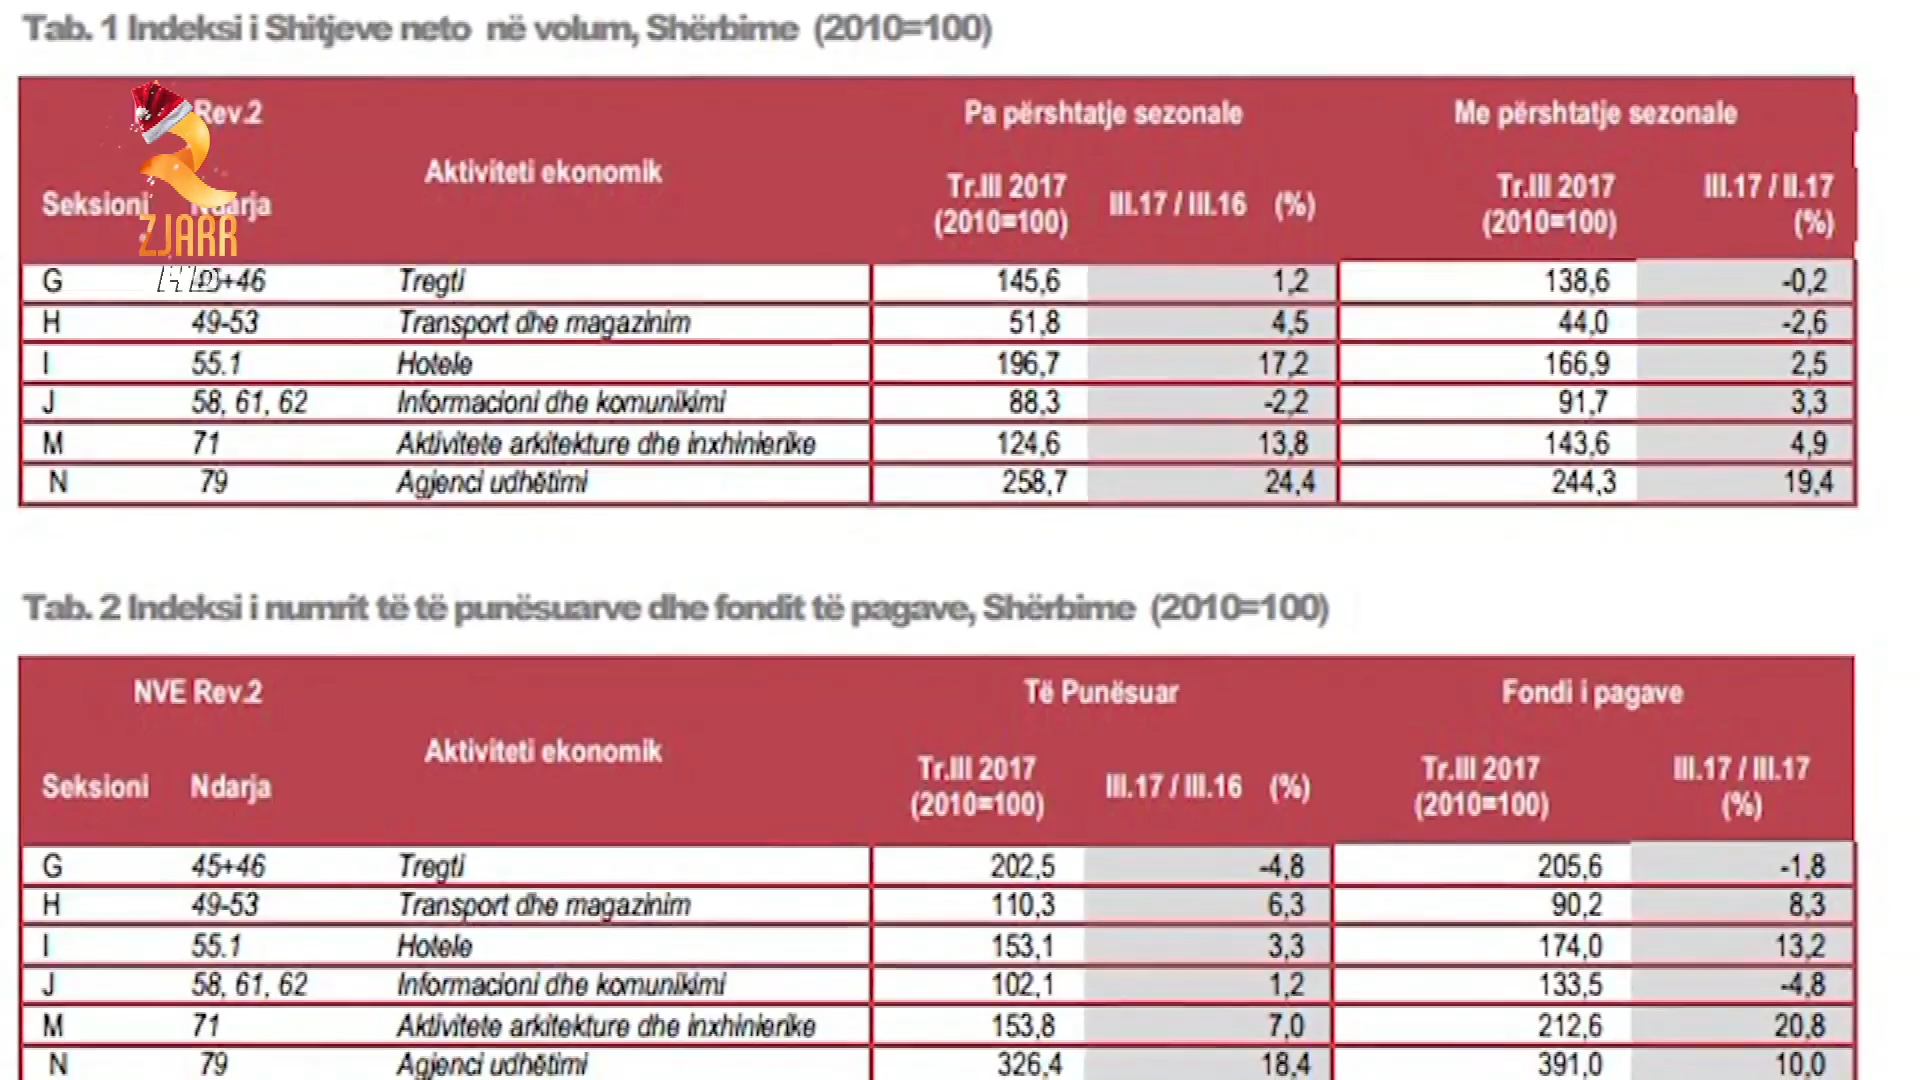 Tab. 1 Indeksi i Shitjeve neto në volum, Shërbime (2010=100)
Rev.2 Pa përshtatje sezonale Me përshtatje sezonale
Aktiviteti ekonomik
Seksioni Ndarja Tr.III 2017 (2010=100) III.17 / III.16 (%) Tr.III 2017 (2010=100) III.17 / II.17 (%)
ZJARR
HD
G 45+46 Tregti 145,6 1,2 138,6 -0,2
H 49-53 Transport dhe magazinim 51,8 4,5 44,0 -2,6
I 55.1 Hotele 196,7 17,2 166,9 2,5
J 58, 61, 62 Informacioni dhe komunikimi 88,3 -2,2 91,7 3,3
M 71 Aktivitete arkitekture dhe inxhinierike 124,6 13,8 143,6 4,9
N 79 Agjenci udhëtimi 258,7 24,4 244,3 19,4
Tab. 2 Indeksi i numrit të të punësuarve dhe fondit të pagave, Shërbime (2010=100)
NVE Rev.2 Të Punësuar Fondi i pagave
Aktiviteti ekonomik
Seksioni Ndarja Tr.III 2017 (2010=100) III.17 / III.16 (%) Tr.III 2017 (2010=100) III.17 / III.17 (%)
G 45+46 Tregti 202,5 -4,8 205,6 -1,8
H 49-53 Transport dhe magazinim 110,3 6,3 90,2 8,3
I 55.1 Hotele 153,1 3,3 174,0 13,2
J 58, 61, 62 Informacioni dhe komunikimi 102,1 1,2 133,5 -4,8
M 71 Aktivitete arkitekture dhe inxhinierike 153,8 7,0 212,6 20,8
N 79 Agjenci udhëtimi 326,4 18,4 391,0 10,0